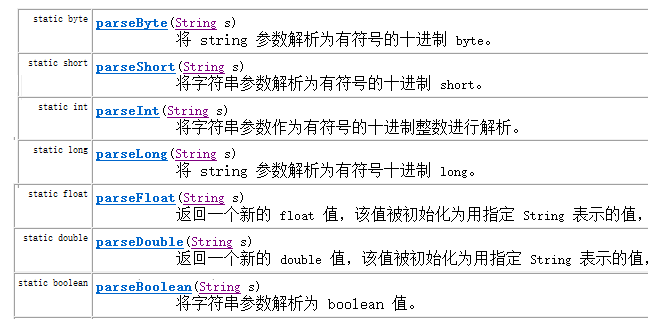 static byte parseByte(String s)
将 string 参数解析为有符号的十进制 byte。
static short parseShort(String s)
将字符串参数解析为有符号的十进制 short。
static int parseInt(String s)
将字符串参数作为有符号的十进制整数进行解析。
static long parseLong(String s)
将 string 参数解析为有符号十进制 long。
static float parseFloat(String s)
返回一个新的 float 值，该值被初始化为用指定 String 表示的值，
static double parseDouble(String s)
返回一个新的 double 值，该值被初始化为用指定 String 表示的值，
static boolean parseBoolean(String s)
将字符串参数解析为 boolean 值。